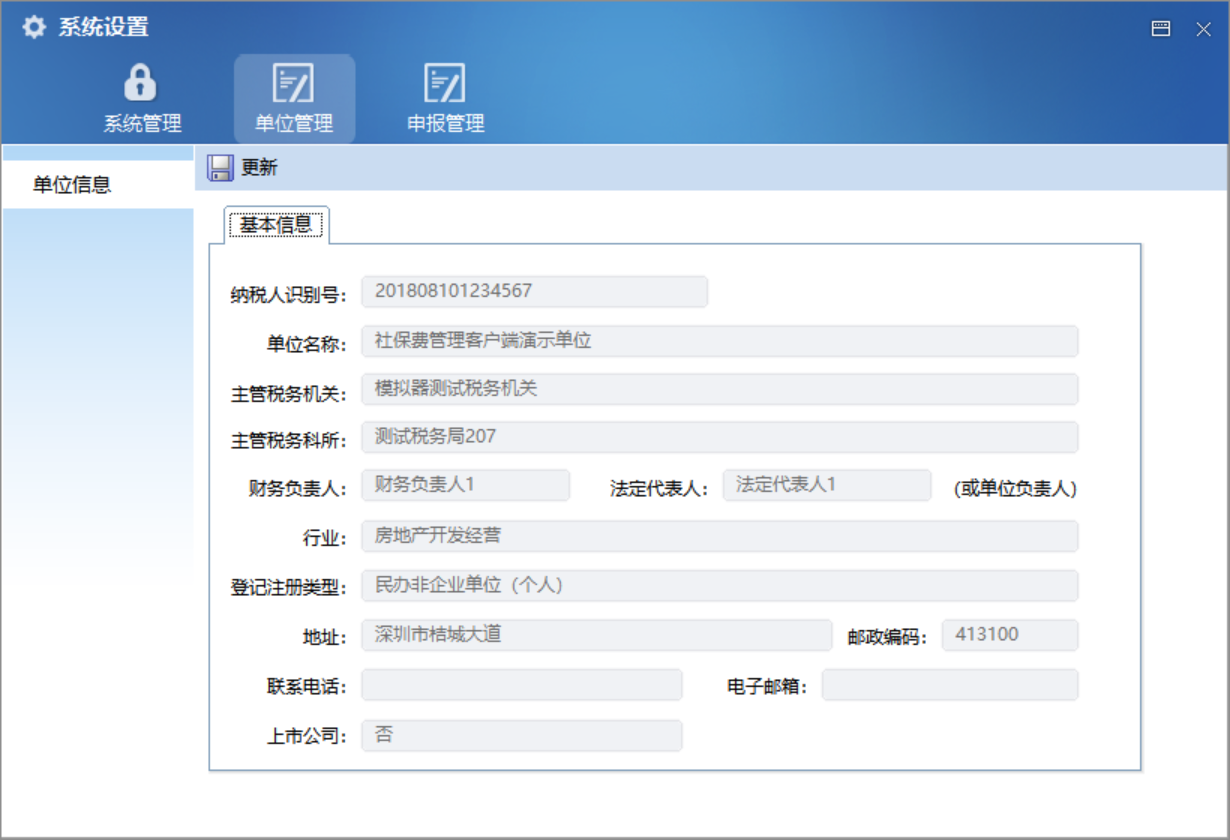 系统设置
系统管理 单位管理 申报管理
单位信息
更新
基本信息
纳税人识别号： 201808101234567
单位名称： 社保费管理客户端演示单位
主管税务机关： 模拟器测试税务机关
主管税务科所： 测试税务局207
财务负责人： 财务负责人1 法定代表人： 法定代表人1 (或单位负责人)
行业： 房地产开发经营
登记注册类型： 民办非企业单位（个人）
地址： 深圳市桔城大道 邮政编码： 413100
联系电话： 电子邮箱：
上市公司： 否